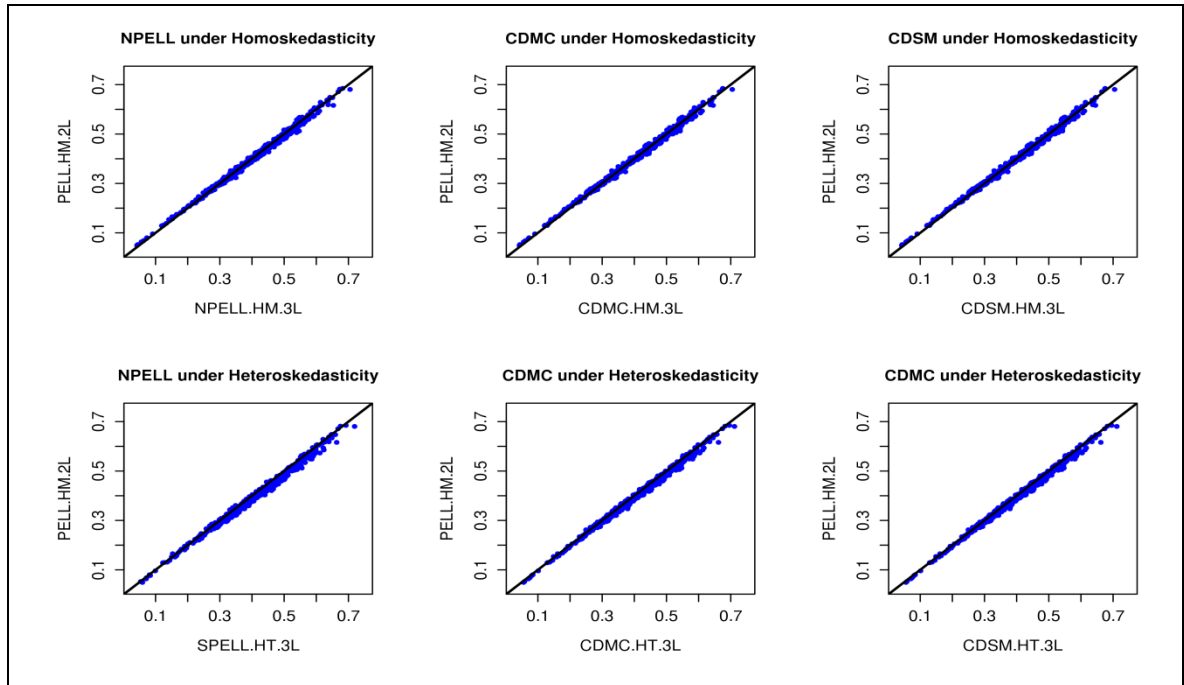 NPELL under Homoskedasticity
CDMC under Homoskedasticity
CDSM under Homoskedasticity
PELL.HM.2L
0.1 0.3 0.5 0.7
0.1 0.3 0.5 0.7
NPELL.HM.3L
PELL.HM.2L
0.1 0.3 0.5 0.7
0.1 0.3 0.5 0.7
CDMC.HM.3L
PELL.HM.2L
0.1 0.3 0.5 0.7
0.1 0.3 0.5 0.7
CDSM.HM.3L
NPELL under Heteroskedasticity
CDMC under Heteroskedasticity
CDMC under Heteroskedasticity
PELL.HM.2L
0.1 0.3 0.5 0.7
0.1 0.3 0.5 0.7
SPELL.HT.3L
PELL.HM.2L
0.1 0.3 0.5 0.7
0.1 0.3 0.5 0.7
CDMC.HT.3L
PELL.HM.2L
0.1 0.3 0.5 0.7
0.1 0.3 0.5 0.7
CDSM.HT.3L